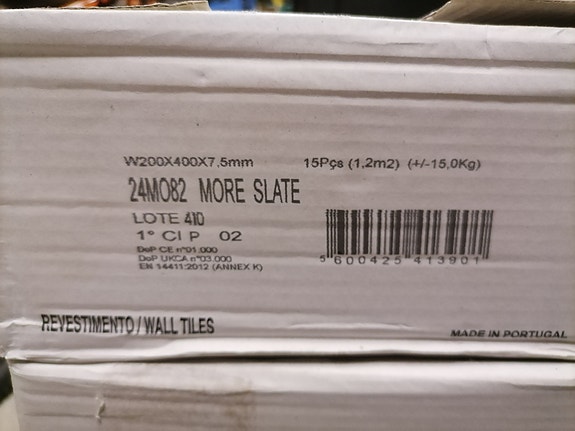 W200X400X7,5mm 15Pçs (1,2m2) (+/-15,0Kg)
24MO82 MORE SLATE
LOTE 41D
1º Cl P 02
DoP CE nº01.000
DoP UKCA nº03.000
EN 14411:2012 (ANNEX K)
5 600425 413901
REVESTIMENTO / WALL TILES
MADE IN PORTUGAL